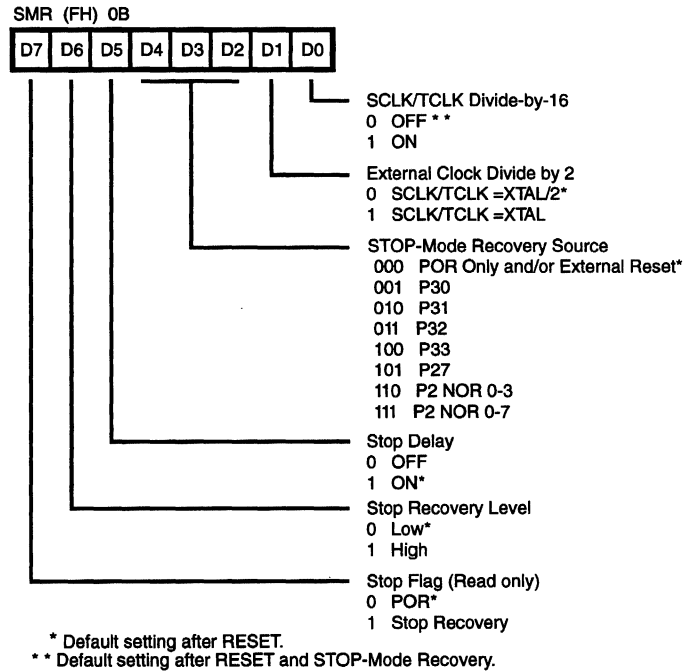 SMR (FH) 0B
D7 D6 D5 D4 D3 D2 D1 D0
SCLK/TCLK Divide-by-16
0 OFF * *
1 ON
External Clock Divide by 2
0 SCLK/TCLK =XTAL/2*
1 SCLK/TCLK =XTAL
STOP-Mode Recovery Source
000 POR Only and/or External Reset*
001 P30
010 P31
011 P32
100 P33
101 P27
110 P2 NOR 0-3
111 P2 NOR 0-7
Stop Delay
0 OFF
1 ON*
Stop Recovery Level
0 Low*
1 High
Stop Flag (Read only)
0 POR*
1 Stop Recovery
* Default setting after RESET.
* * Default setting after RESET and STOP-Mode Recovery.